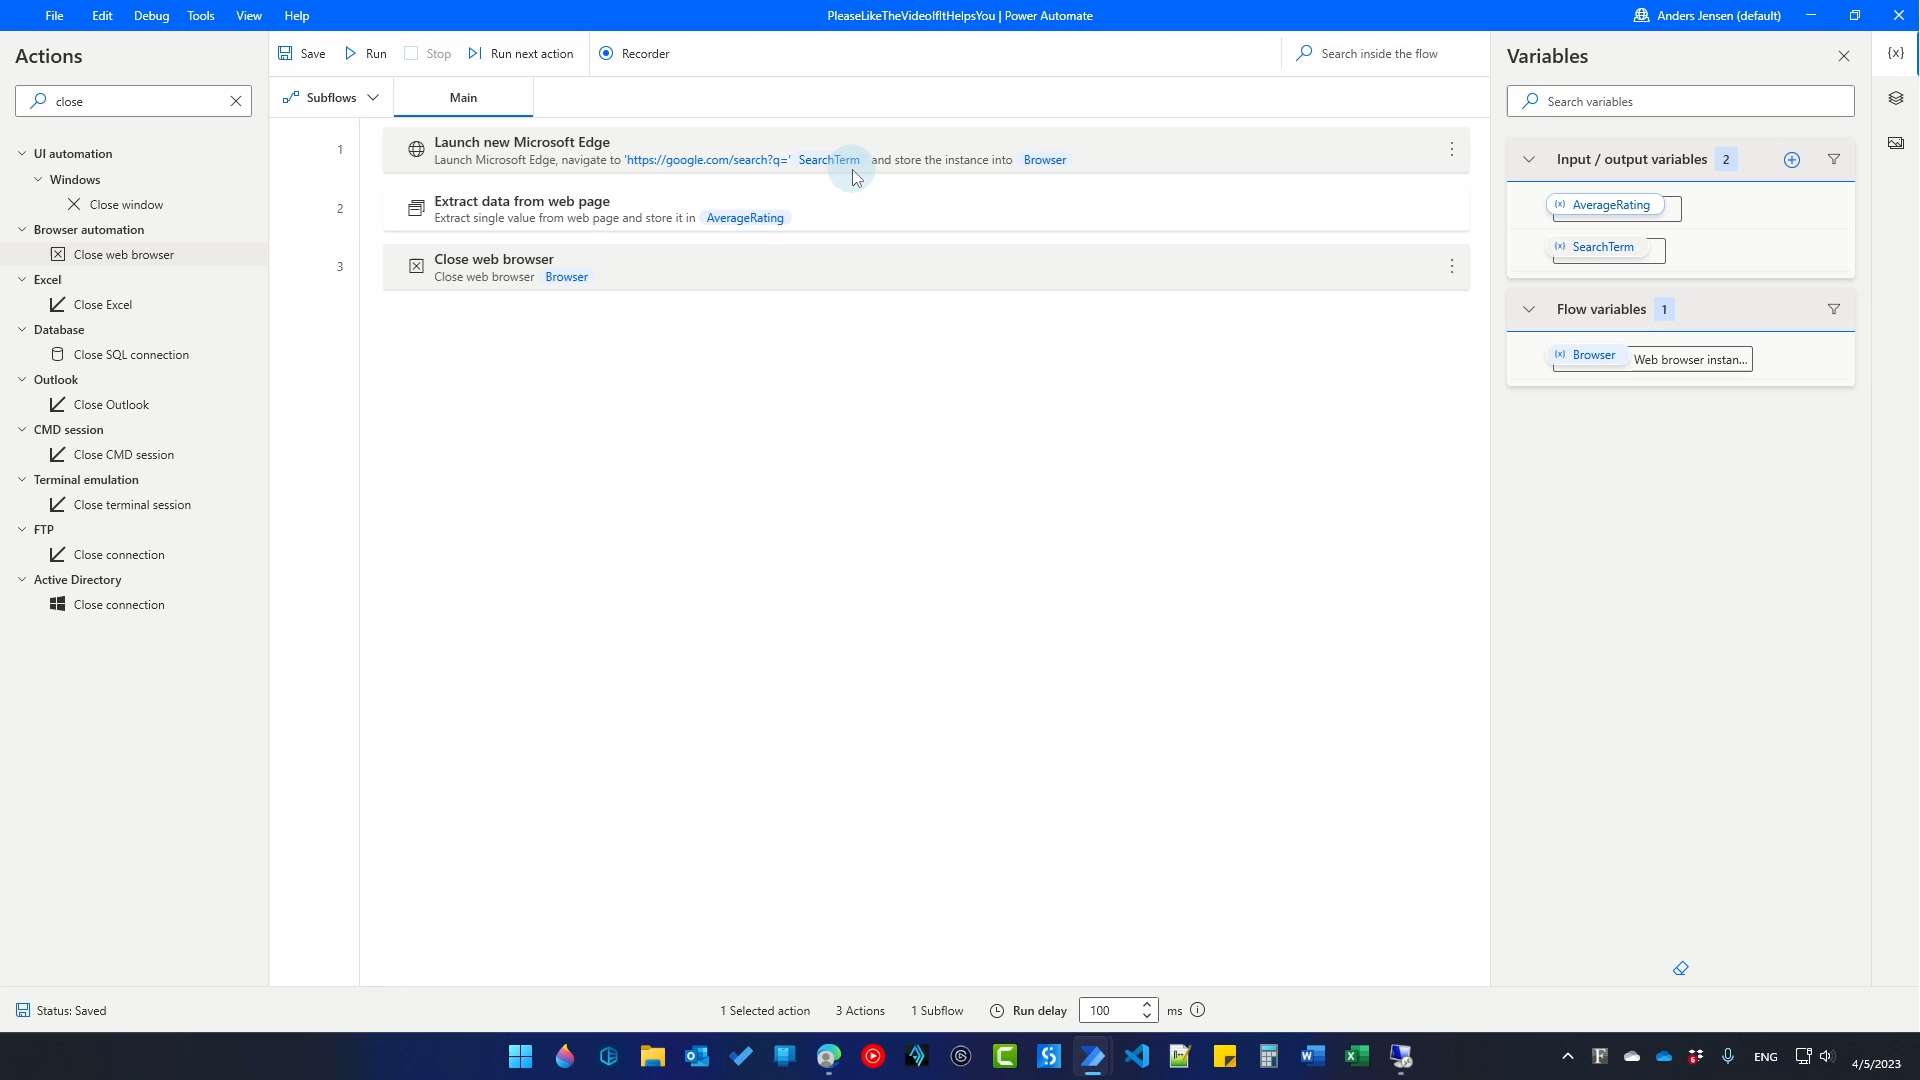 File Edit Debug Tools View Help
PleaseLikeTheVideoIfItHelpsYou | Power Automate
Anders Jensen (default)
Actions
close
UI automation
Windows
Close window
Browser automation
Close web browser
Excel
Close Excel
Database
Close SQL connection
Outlook
Close Outlook
CMD session
Close CMD session
Terminal emulation
Close terminal session
FTP
Close connection
Active Directory
Close connection
Save Run Stop Run next action Recorder
Search inside the flow
Subflows Main
1 Launch new Microsoft Edge
Launch Microsoft Edge, navigate to 'https://google.com/search?q=' SearchTerm and store the instance into Browser
2 Extract data from web page
Extract single value from web page and store it in AverageRating
3 Close web browser
Close web browser Browser
Variables
{x}
Search variables
Input / output variables 2
(x) AverageRating
(x) SearchTerm
Flow variables 1
(x) Browser Web browser instan...
Status: Saved
1 Selected action 3 Actions 1 Subflow Run delay 100 ms
ENG
4/5/2023